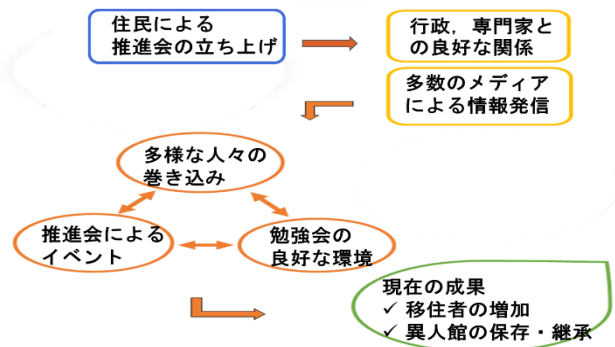 住民による
推進会の立ち上げ
行政，専門家と
の良好な関係
多数のメディア
による情報発信
多様な人々の
巻き込み
推進会による
イベント
勉強会の
良好な環境
現在の成果
✓ 移住者の増加
✓ 異人館の保存・継承